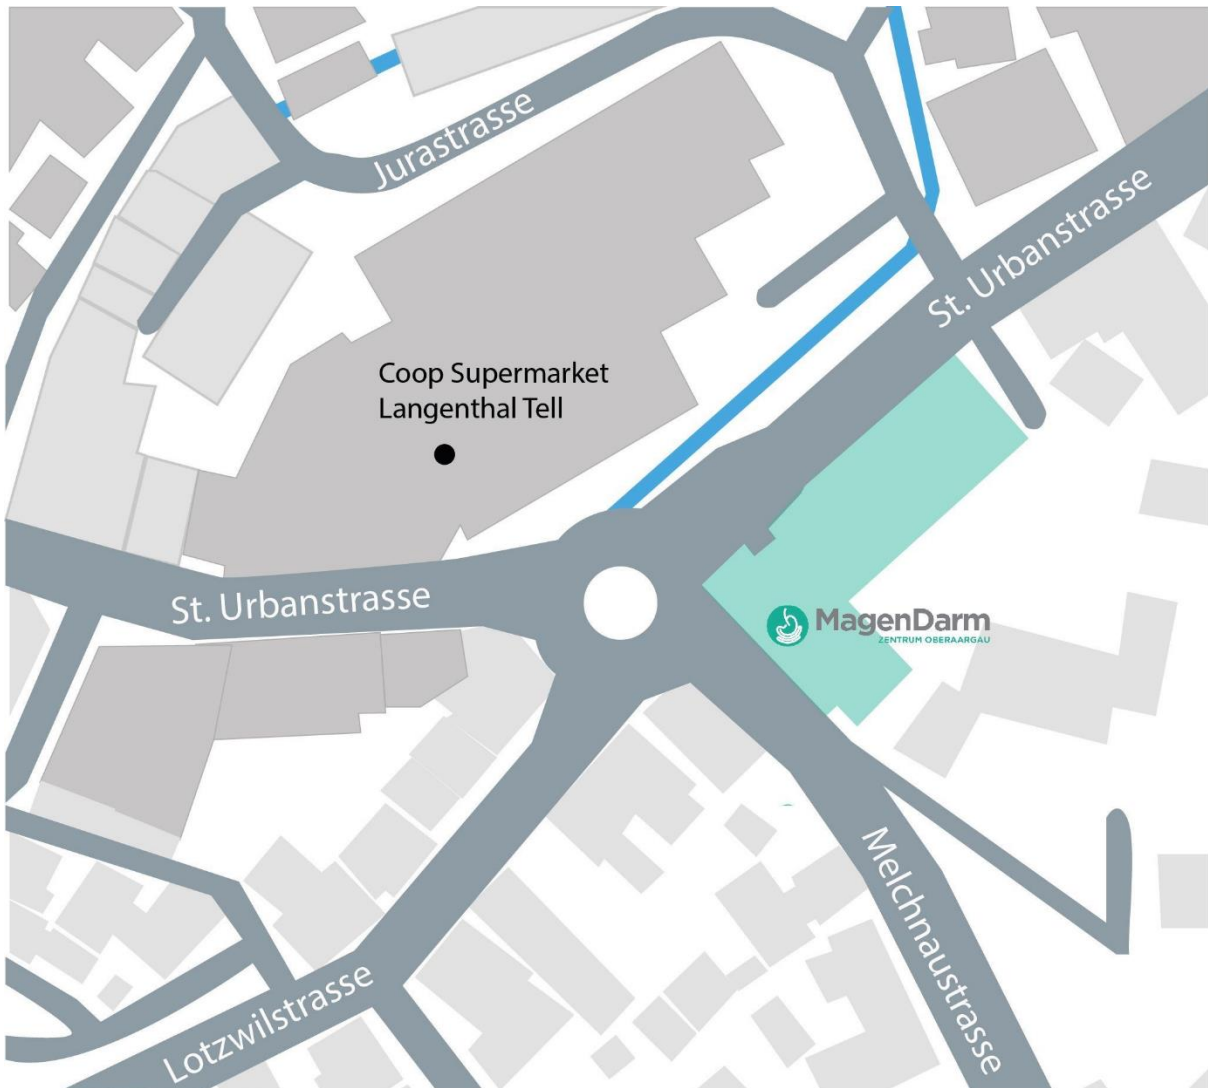 Jurastrasse
St. Urbanstrasse
Coop Supermarket
Langenthal Tell
St. Urbanstrasse
MagenDarm
ZENTRUM OBERAARGAU
Melchnaustrasse
Lotzwilstrasse